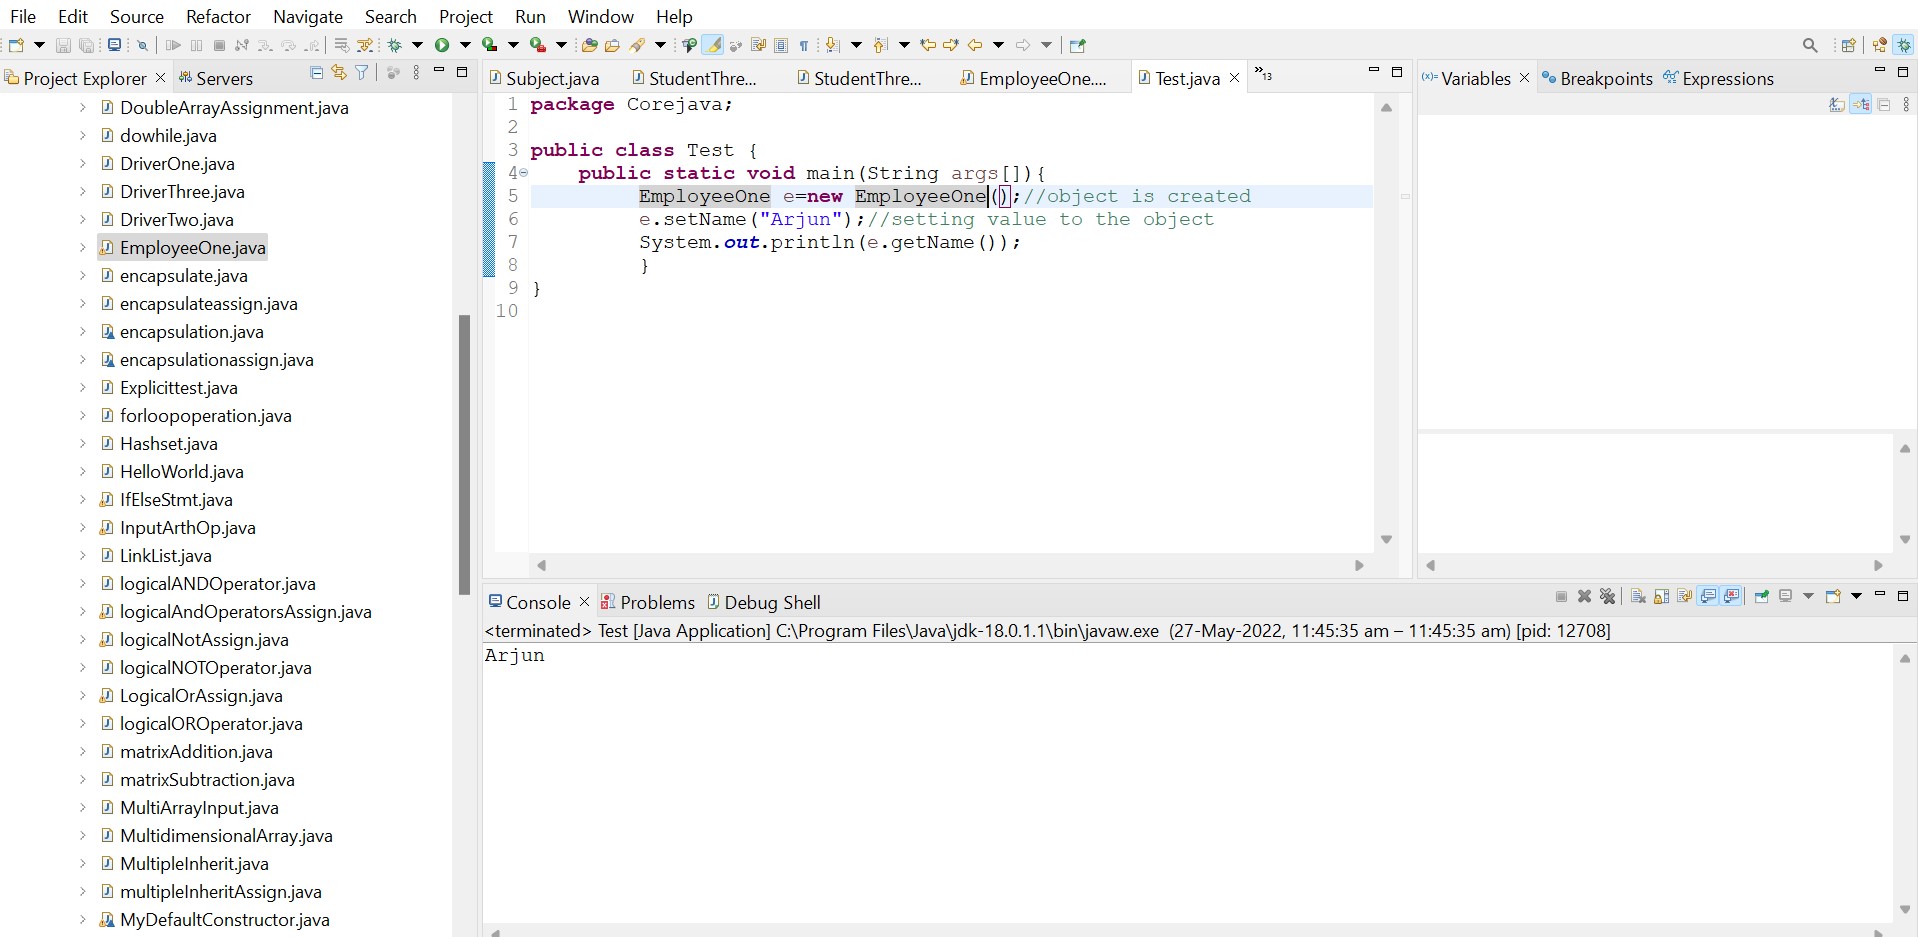 File Edit Source Refactor Navigate Search Project Run Window Help
Project Explorer Servers
DoubleArrayAssignment.java
dowhile.java
DriverOne.java
DriverThree.java
DriverTwo.java
EmployeeOne.java
encapsulate.java
encapsulateassign.java
encapsulation.java
encapsulationassign.java
Explicittest.java
forloopoperation.java
Hashset.java
HelloWorld.java
IfElseStmt.java
InputArthOp.java
LinkList.java
logicalANDOperator.java
logicalAndOperatorsAssign.java
logicalNotAssign.java
logicalNOTOperator.java
LogicalOrAssign.java
logicalOROperator.java
matrixAddition.java
matrixSubtraction.java
MultiArrayInput.java
MultidimensionalArray.java
MultipleInherit.java
multipleInheritAssign.java
MyDefaultConstructor.java
Subject.java StudentThre... StudentThre... EmployeeOne.... Test.java »13
1 package Corejava;
2
3 public class Test {
4 public static void main(String args[]){
5 EmployeeOne e=new EmployeeOne();//object is created
6 e.setName("Arjun");//setting value to the object
7 System.out.println(e.getName());
8 }
9 }
10
(x)= Variables Breakpoints Expressions
Console Problems Debug Shell
<terminated> Test [Java Application] C:\Program Files\Java\jdk-18.0.1.1\bin\javaw.exe (27-May-2022, 11:45:35 am – 11:45:35 am) [pid: 12708]
Arjun